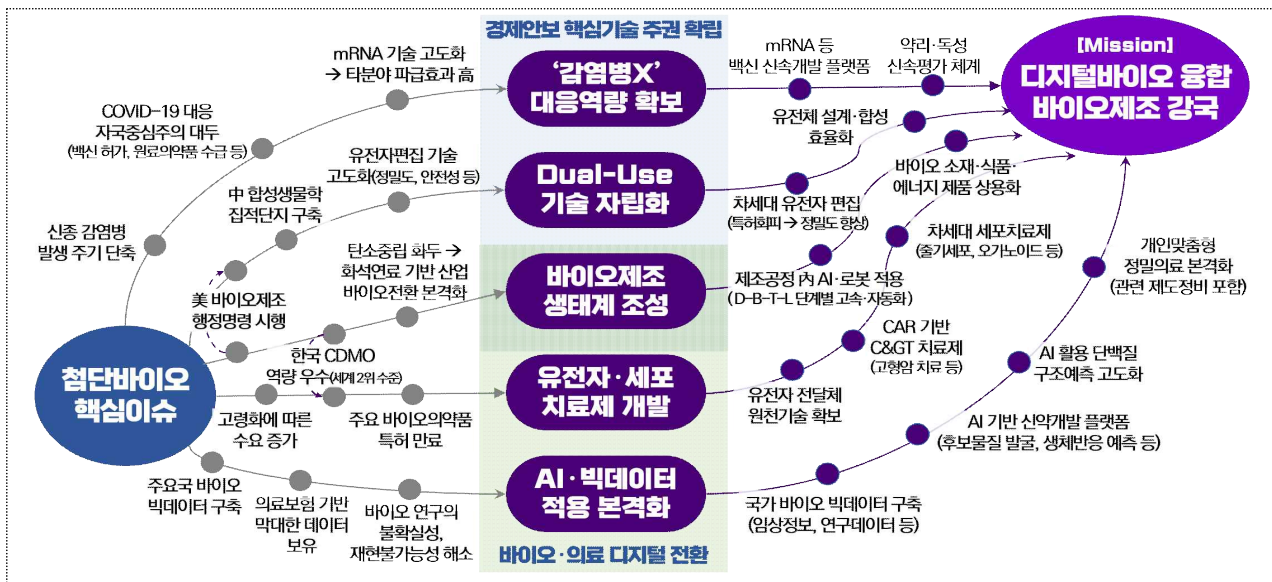 경제안보 핵심기술 주권 확립
첨단바이오
핵심이슈
신종 감염병
발생 주기 단축
COVID-19 대응
자국중심주의 대두
(백신 허가, 원료의약품 수급 등)
mRNA 기술 고도화
→ 타분야 파급효과 高
'감염병X'
대응역량 확보
mRNA 등
백신 신속개발 플랫폼
약리·독성
신속평가 체계
美 바이오제조
행정명령 시행
中 합성생물학
집적단지 구축
유전자편집 기술
고도화(정밀도, 안전성 등)
Dual-Use
기술 자립화
차세대 유전자 편집
(특허회피 → 정밀도 향상)
유전체 설계·합성
효율화
한국 CDMO
역량 우수(세계 2위 수준)
탄소중립 화두 →
화석연료 기반 산업
바이오전환 본격화
바이오제조
생태계 조성
제조공정 內 AI·로봇 적용
(D-B-T-L 단계별 고속·자동화)
바이오 소재·식품·
에너지 제품 상용화
고령화에 따른
수요 증가
주요 바이오의약품
특허 만료
유전자·세포
치료제 개발
유전자 전달체
원천기술 확보
CAR 기반
C&GT 치료제
(고형암 치료 등)
차세대 세포치료제
(줄기세포, 오가노이드 등)
주요국 바이오
빅데이터 구축
의료보험 기반
막대한 데이터
보유
바이오 연구의
불확실성,
재현불가능성 해소
AI·빅데이터
적용 본격화
국가 바이오 빅데이터 구축
(임상정보, 연구데이터 등)
AI 기반 신약개발 플랫폼
(후보물질 발굴, 생체반응 예측 등)
AI 활용 단백질
구조예측 고도화
개인맞춤형
정밀의료 본격화
(관련 제도정비 포함)
[Mission]
디지털바이오 융합
바이오제조 강국
바이오·의료 디지털 전환